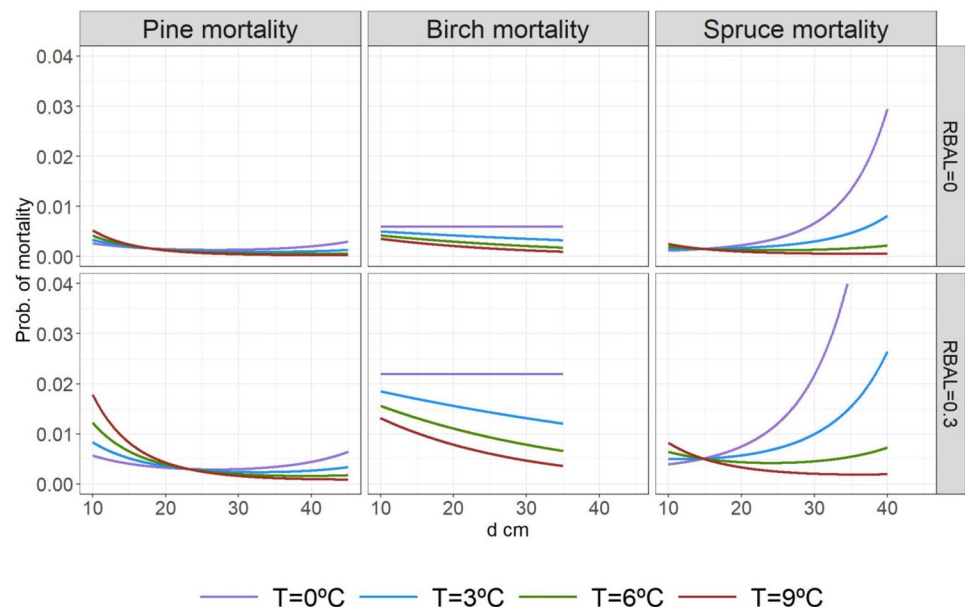 Pine mortality Birch mortality Spruce mortality
Prob. of mortality
0.04
0.03
0.02
0.01
0.00
RBAL=0
0.04
0.03
0.02
0.01
0.00
RBAL=0.3
10 20 30 40 10 20 30 40 10 20 30 40
d cm
T=0ºC T=3ºC T=6ºC T=9ºC